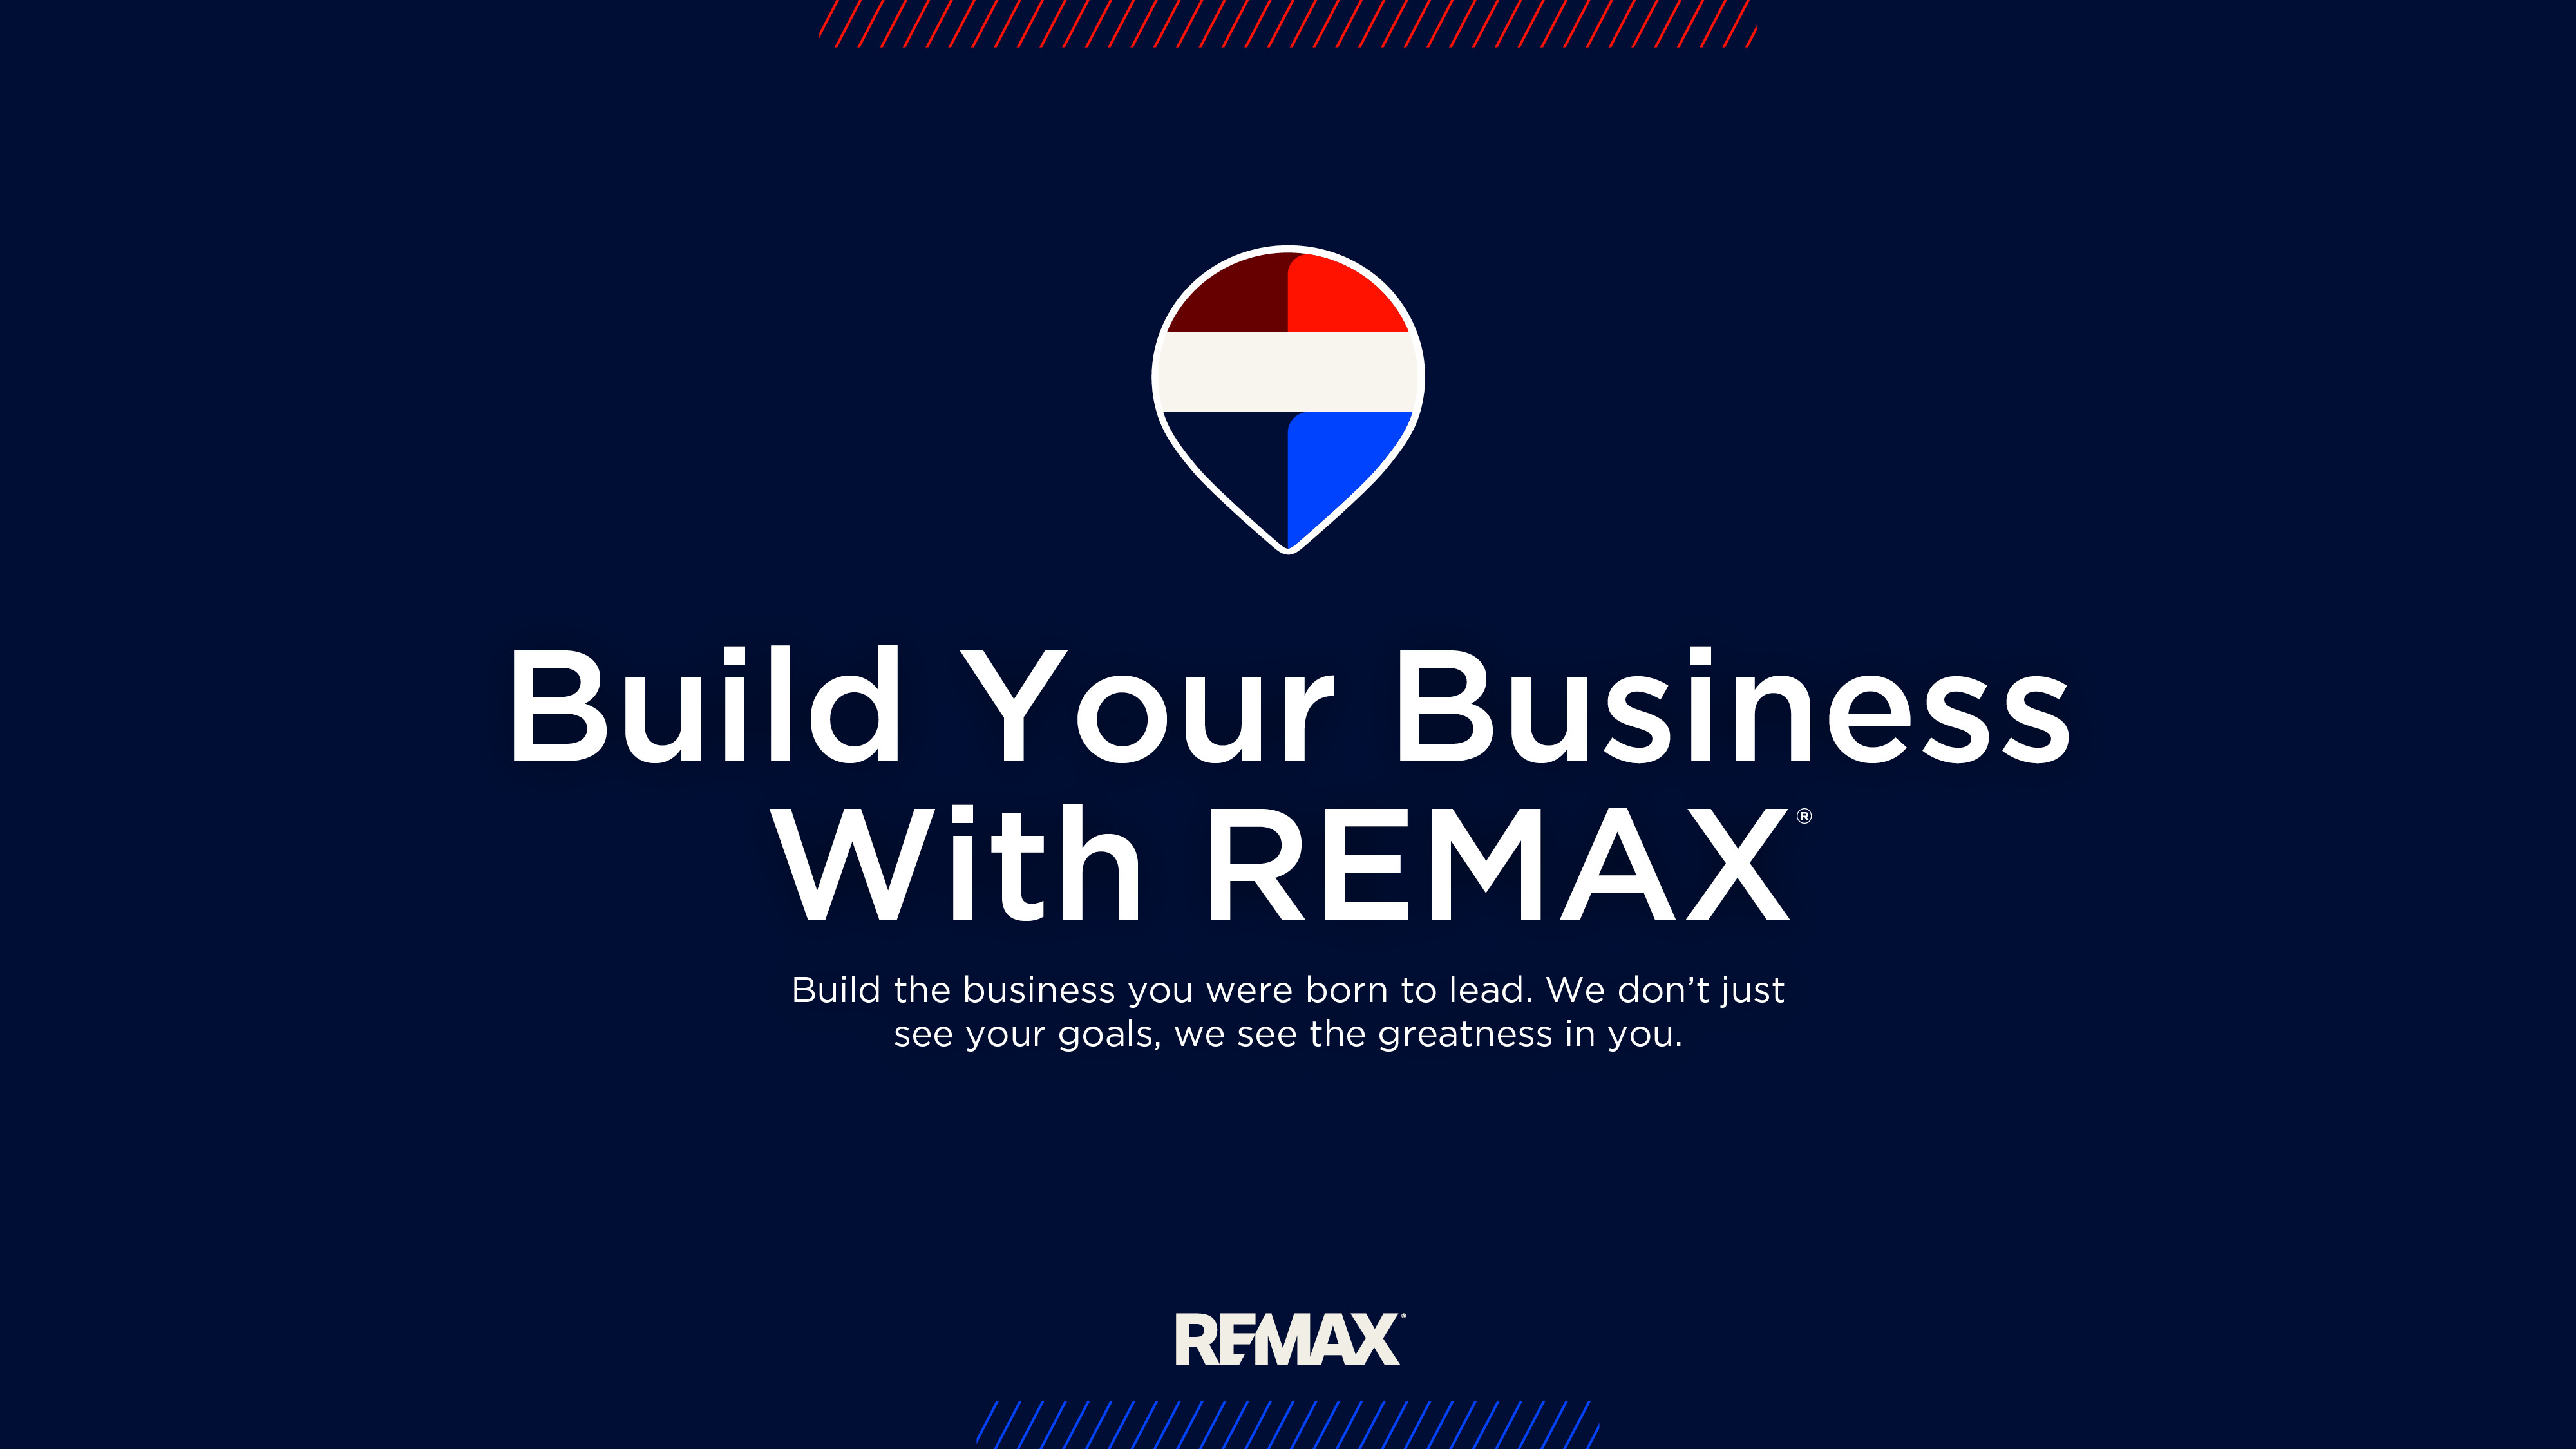 Build Your Business
With REMAX®
Build the business you were born to lead. We don’t just
see your goals, we see the greatness in you.
REMAX®